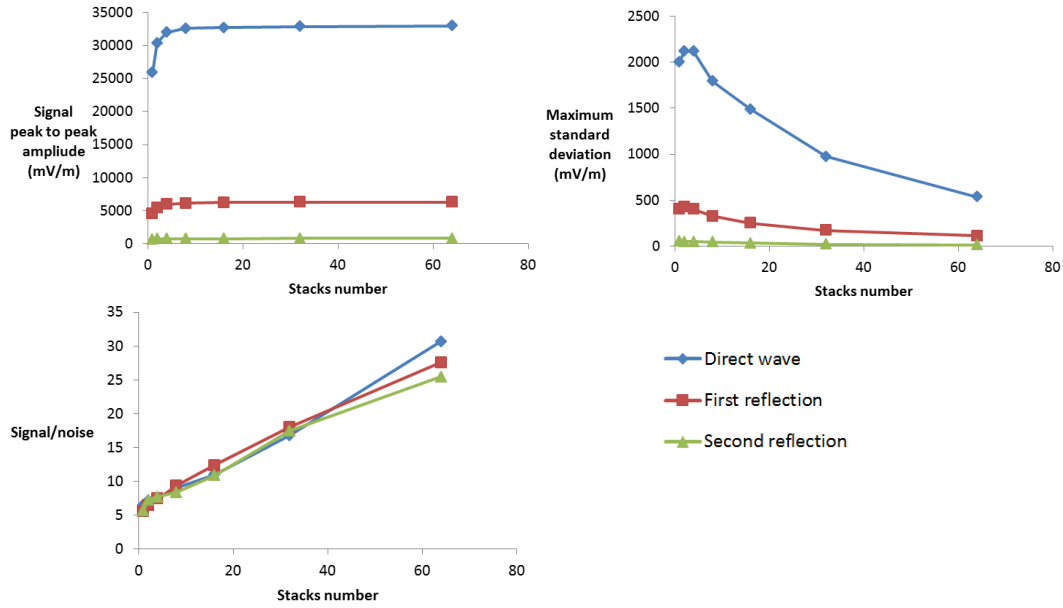 35000
30000
25000
20000
15000
10000
5000
0
Signal
peak to peak
ampliude
(mV/m)
0 20 40 60 80
Stacks number
2500
2000
1500
1000
500
0
Maximum
standard
deviation
(mV/m)
0 20 40 60 80
Stacks number
35
30
25
20
15
10
5
0
Signal/noise
0 20 40 60 80
Stacks number
Direct wave
First reflection
Second reflection